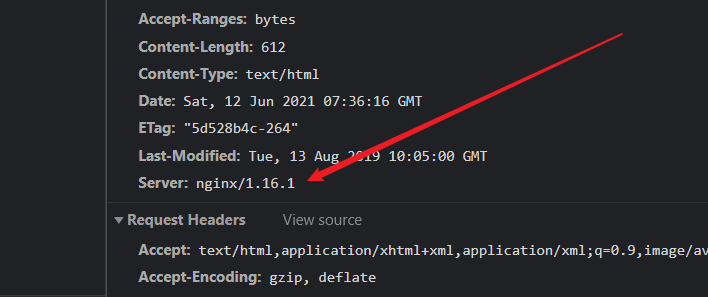 Accept-Ranges: bytes
Content-Length: 612
Content-Type: text/html
Date: Sat, 12 Jun 2021 07:36:16 GMT
ETag: "5d528b4c-264"
Last-Modified: Tue, 13 Aug 2019 10:05:00 GMT
Server: nginx/1.16.1
Request Headers View source
Accept: text/html,application/xhtml+xml,application/xml;q=0.9,image/av
Accept-Encoding: gzip, deflate